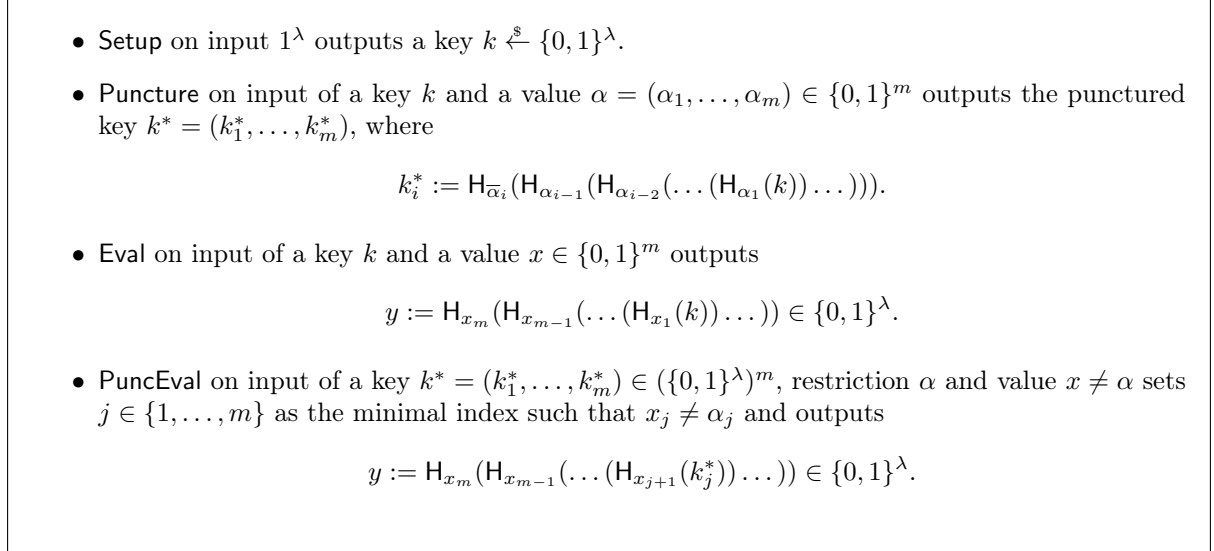 • Setup on input 1^λ outputs a key k ←$ {0, 1}^λ.
• Puncture on input of a key k and a value α = (α_1, . . . , α_m) ∈ {0, 1}^m outputs the punctured
key k^* = (k^*_1, . . . , k^*_m), where
k^*_i := H_{\overline{α}_i}(H_{α_{i−1}}(H_{α_{i−2}}(. . . (H_{α_1}(k)) . . .))).
• Eval on input of a key k and a value x ∈ {0, 1}^m outputs
y := H_{x_m}(H_{x_{m−1}}(. . . (H_{x_1}(k)) . . .)) ∈ {0, 1}^λ.
• PuncEval on input of a key k^* = (k^*_1, . . . , k^*_m) ∈ ({0, 1}^λ)^m, restriction α and value x ≠ α sets
j ∈ {1, . . . , m} as the minimal index such that x_j ≠ α_j and outputs
y := H_{x_m}(H_{x_{m−1}}(. . . (H_{x_{j+1}}(k^*_j)) . . .)) ∈ {0, 1}^λ.